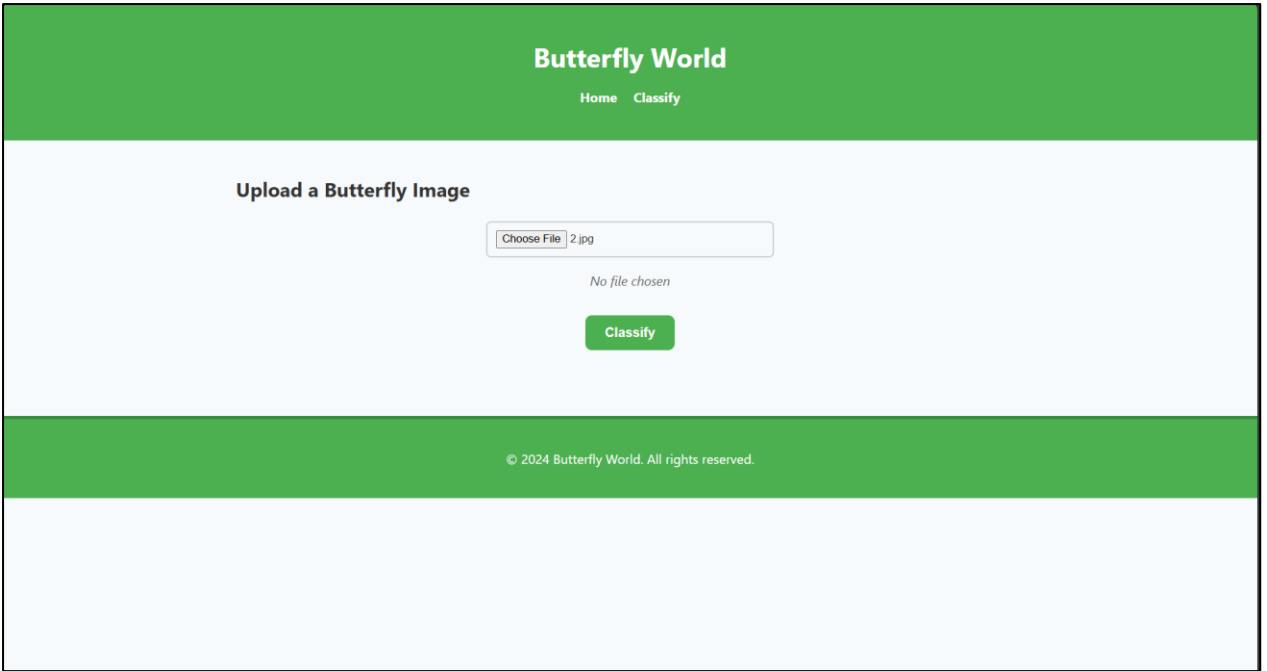 Butterfly World
Home Classify
Upload a Butterfly Image
Choose File 2.jpg
No file chosen
Classify
© 2024 Butterfly World. All rights reserved.